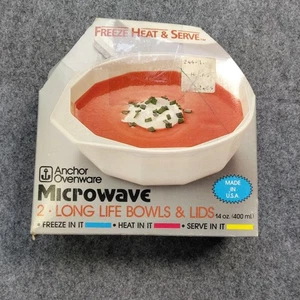 FREEZE HEAT & SERVE™
Anchor
Ovenware
Microwave
2 · LONG LIFE BOWLS & LIDS 14 oz. (400 mL)
• FREEZE IN IT • HEAT IN IT • SERVE IN IT
MADE
IN
U.S.A.